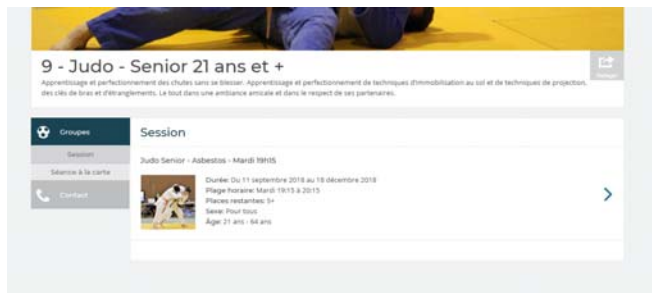 9 - Judo - Senior 21 ans et +
Apprentissage et perfectionnement des chutes sans se blesser. Apprentissage et perfectionnement de techniques d'immobilisation au sol et de techniques de projection,
des clés de bras et d'étranglements. Le tout dans une ambiance amicale et dans le respect de ses partenaires.
Partager
Groupes
Session
Séance à la carte
Contact
Session
Judo Senior - Asbestos - Mardi 19h15
Durée: Du 11 septembre 2018 au 18 décembre 2018
Plage horaire: Mardi 19:15 à 20:15
Places restantes: 5+
Sexe: Pour tous
Âge: 21 ans - 64 ans